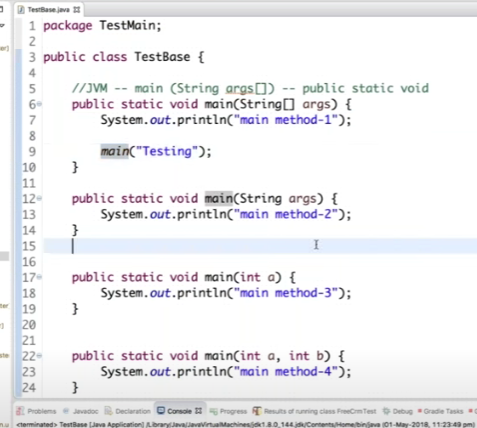 TestBase.java
1 package TestMain;
2
3 public class TestBase {
4
5 //JVM -- main (String args[]) -- public static void
6 public static void main(String[] args) {
7 System.out.println("main method-1");
8
9 main("Testing");
10 }
11
12 public static void main(String args) {
13 System.out.println("main method-2");
14 }
15
16
17 public static void main(int a) {
18 System.out.println("main method-3");
19 }
20
21
22 public static void main(int a, int b) {
23 System.out.println("main method-4");
24 }
Problems Javadoc Declaration Console Progress Results of running class FreeCrmTest Debug Gradle Tasks
<terminated> TestBase [Java Application] /Library/Java/JavaVirtualMachines/jdk1.8.0_144.jdk/Contents/Home/bin/java (01-May-2018, 11:23:49 pm)